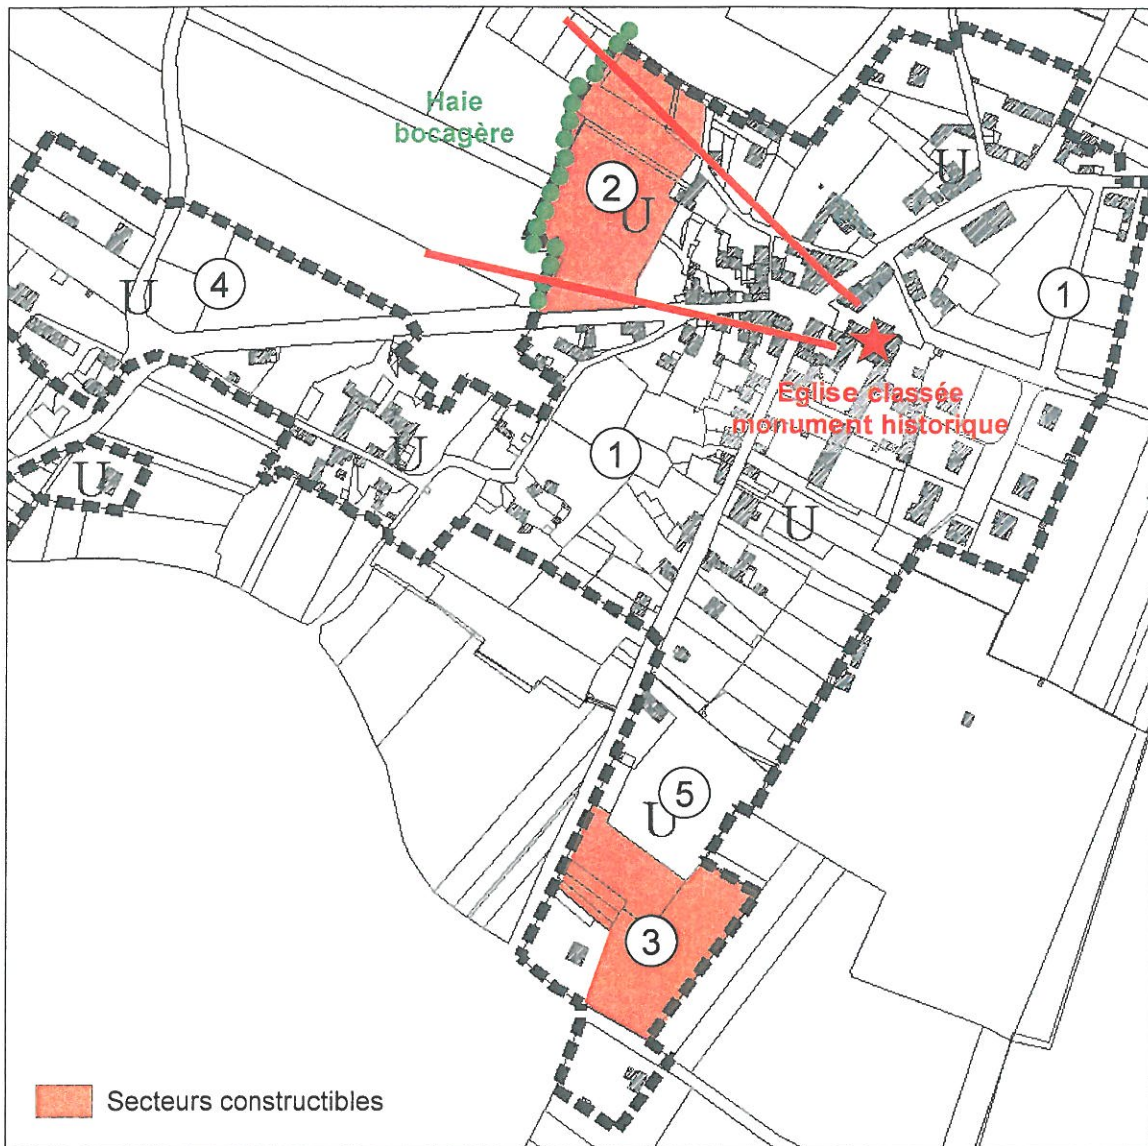 Haie
bocagère
2
U
U
4
U
1
Eglise classée
monument historique
1
U
U
U
5
U
3
Secteurs constructibles